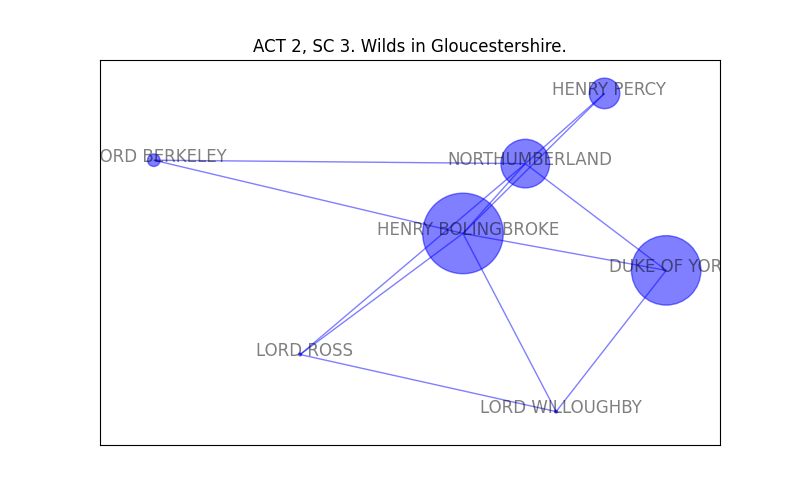 ACT 2, SC 3. Wilds in Gloucestershire.
HENRY PERCY
ORD BERKELEY
NORTHUMBERLAND
HENRY BOLINGBROKE
DUKE OF YOR
LORD ROSS
LORD WILLOUGHBY